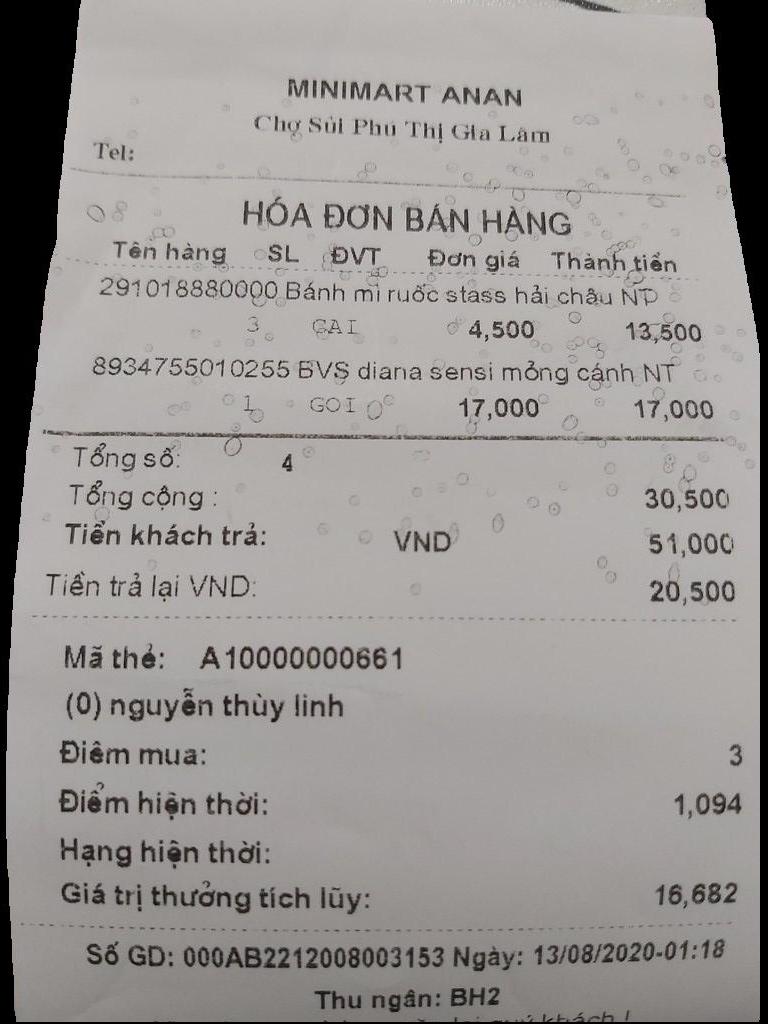 MINIMART ANAN
Chợ Sủi Phú Thị Gia Lâm
Tel:
HÓA ĐƠN BÁN HÀNG
Tên hàng SL ĐVT Đơn giá Thành tiền
291018880000 Bánh mì ruốc stass hải châu NP
3 CAI 4,500 13,500
8934755010255 BVS diana sensi mỏng cánh NT
1 GOI 17,000 17,000
Tổng số: 4
Tổng cộng : 30,500
Tiền khách trả: VND 51,000
Tiền trả lại VND: 20,500
Mã thẻ: A10000000661
(0) nguyễn thùy linh
Điểm mua: 3
Điểm hiện thời: 1,094
Hạng hiện thời:
Giá trị thưởng tích lũy: 16,682
Số GD: 000AB2212008003153 Ngày: 13/08/2020-01:18
Thu ngân: BH2
lại quý khách !